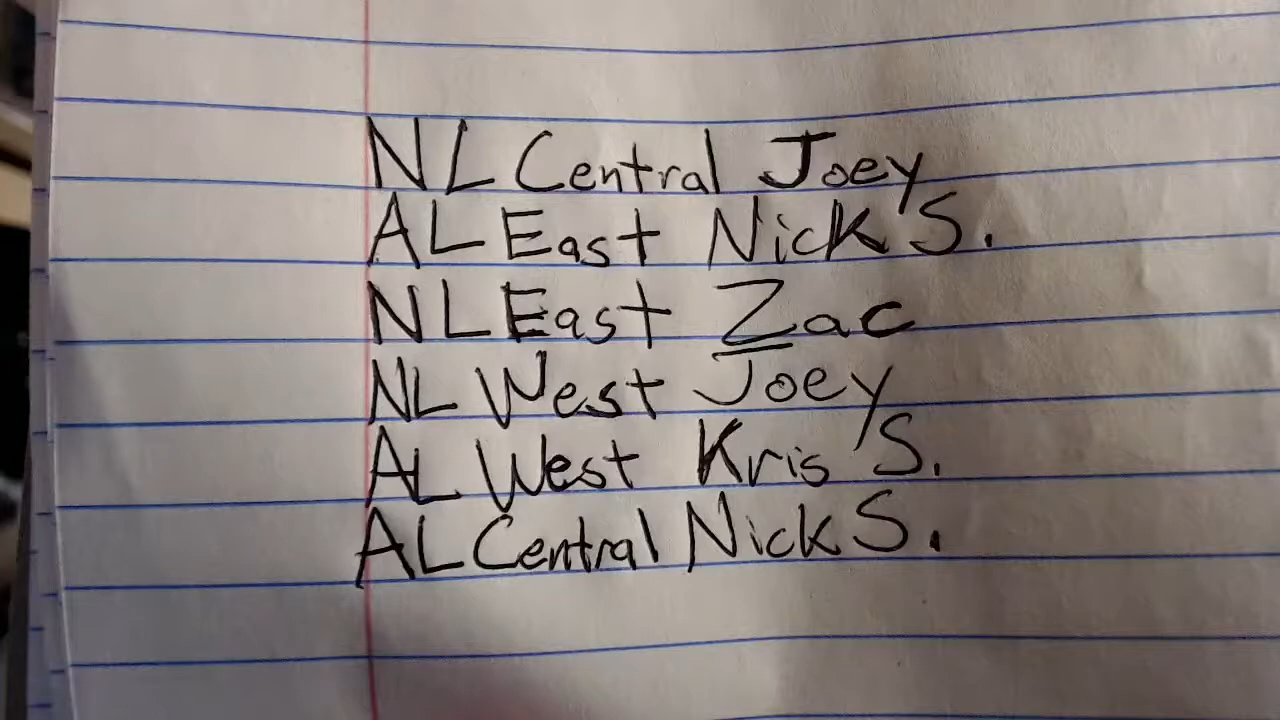 NL Central Joey
AL East Nick S.
NL East Zac
NL West Joey
AL West Kris S.
AL Central Nick S.